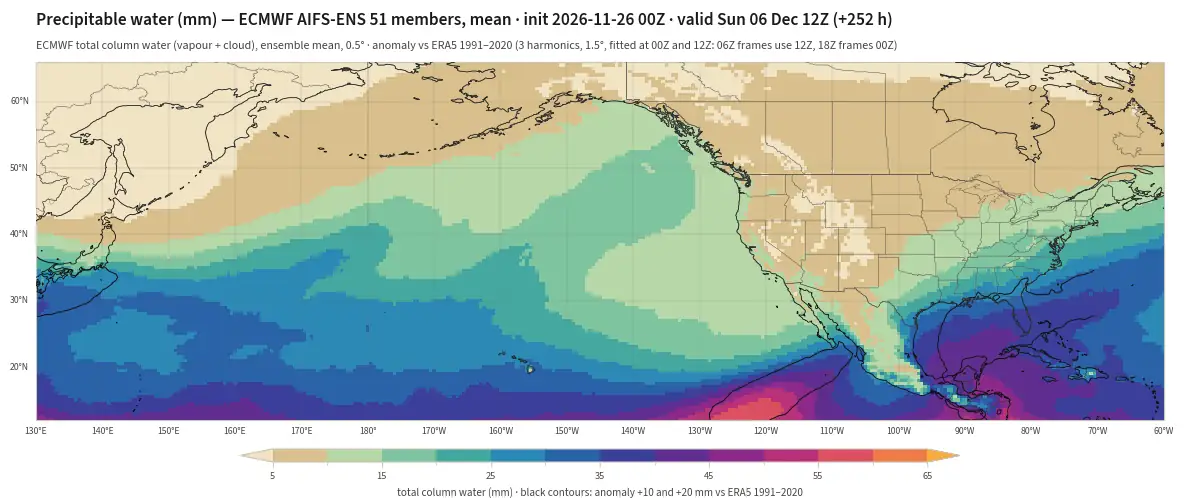 Precipitable water (mm) — ECMWF AIFS-ENS 51 members, mean · init 2026-11-26 00Z · valid Sun 06 Dec 12Z (+252 h)
ECMWF total column water (vapour + cloud), ensemble mean, 0.5° · anomaly vs ERA5 1991–2020 (3 harmonics, 1.5°, fitted at 00Z and 12Z: 06Z frames use 12Z, 18Z frames 00Z)
60°N
50°N
40°N
30°N
20°N
130°E 140°E 150°E 160°E 170°E 180° 170°W 160°W 150°W 140°W 130°W 120°W 110°W 100°W 90°W 80°W 70°W 60°W
5 15 25 35 45 55 65
total column water (mm) · black contours: anomaly +10 and +20 mm vs ERA5 1991–2020